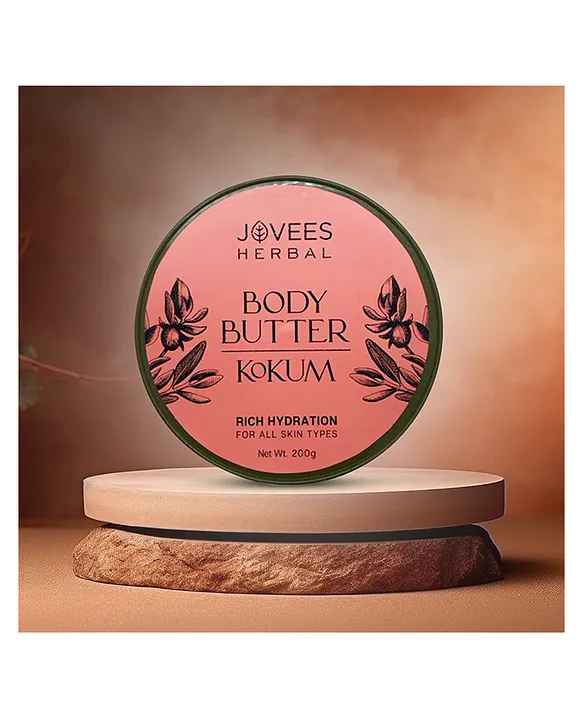 JOVEES
HERBAL
BODY
BUTTER
KOKUM
RICH HYDRATION
FOR ALL SKIN TYPES
Net Wt. 200g